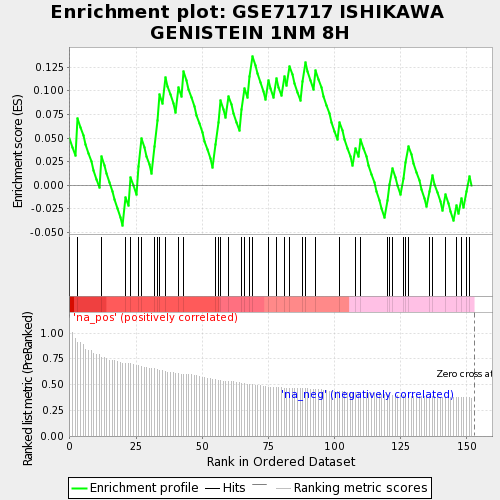 Enrichment plot: GSE71717 ISHIKAWA
GENISTEIN 1NM 8H
Enrichment score (ES)
0.125
0.100
0.075
0.050
0.025
0.000
-0.025
-0.050
'na_pos' (positively correlated)
Ranked list metric (PreRanked)
1.00
0.75
0.50
0.25
0.00
Zero cross at
'na_neg' (negatively correlated)
0
25
50
75
100
125
150
Rank in Ordered Dataset
Enrichment profile
Hits
Ranking metric scores